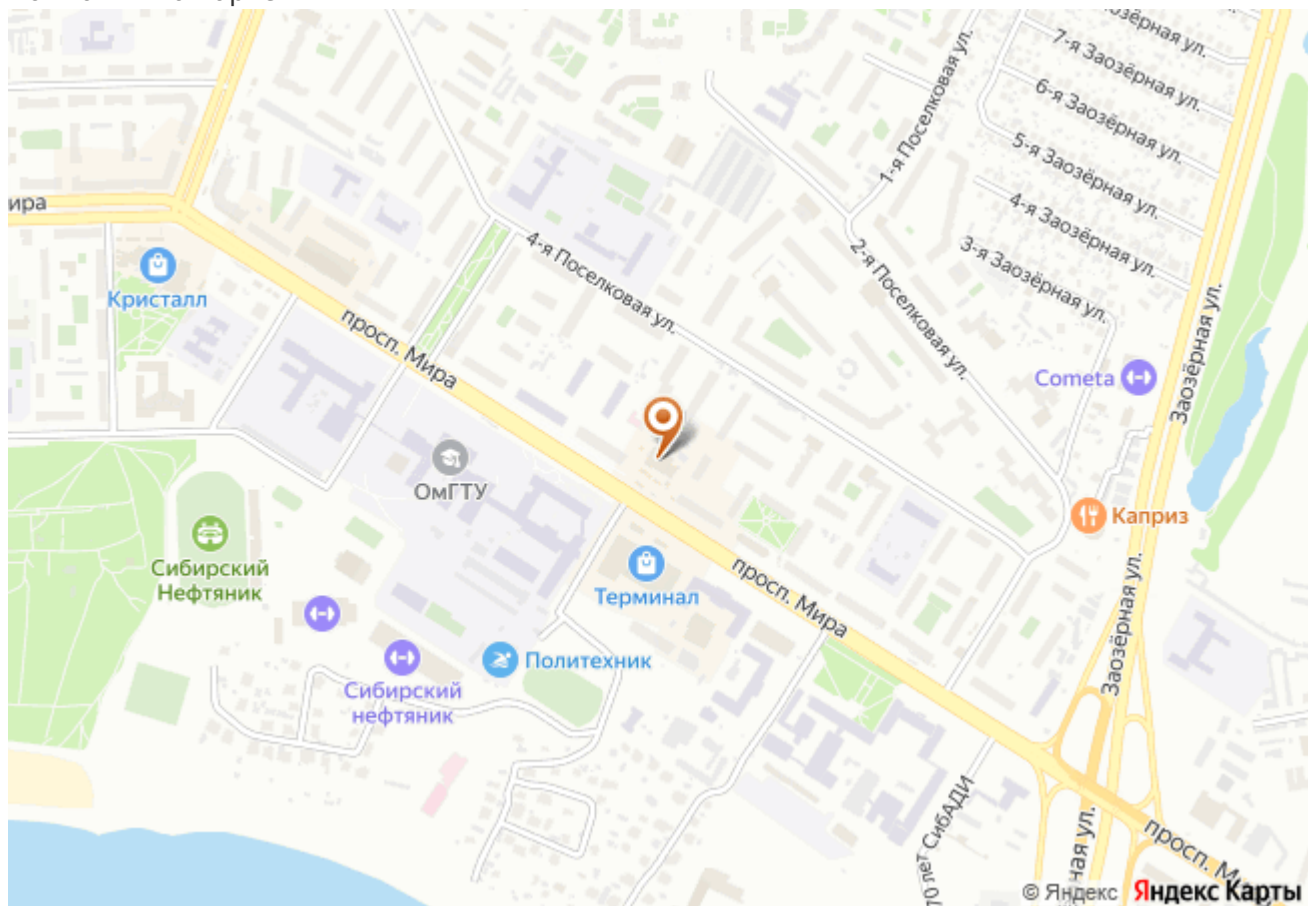 Заозёрная ул.
7-я Заозёрная ул.
6-я Заозёрная ул.
5-я Заозёрная ул.
4-я Заозёрная ул.
3-я Заозёрная ул.
1-я Поселковая ул.
2-я Поселковая ул.
4-я Поселковая ул.
ира
Кристалл
просп. Мира
Cometa
Заозёрная ул.
ОмГТУ
Каприз
Сибирский
Нефтяник
Терминал
просп. Мира
Заозёрная ул.
Политехник
Сибирский
нефтяник
70 лет СибАДИ
ная ул.
просп. Мира
© Яндекс Яндекс Карты